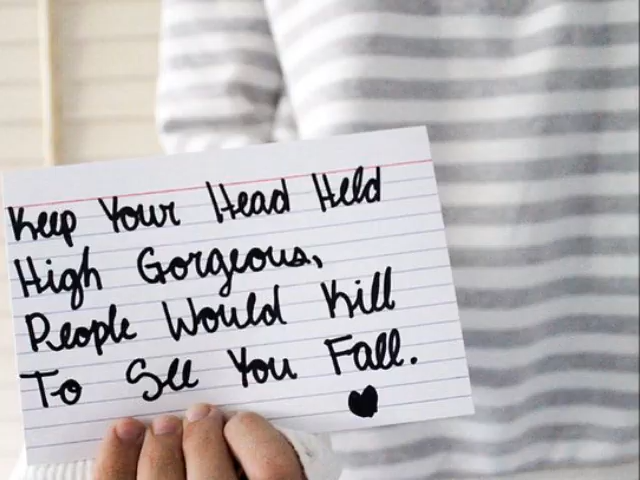 Keep Your Head Held
High Gorgeous,
People Would Kill
To See You Fall.